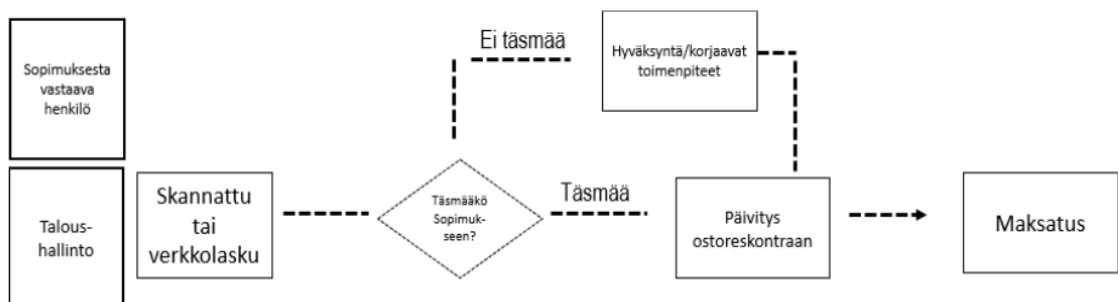 Sopimuksesta
vastaava
henkilö
Ei täsmää
Hyväksyntä/korjaavat
toimenpiteet
Talous-
hallinto
Skannattu
tai
verkkolasku
Täsmääkö
Sopimuk-
seen?
Täsmää
Päivitys
ostoreskontraan
Maksatus